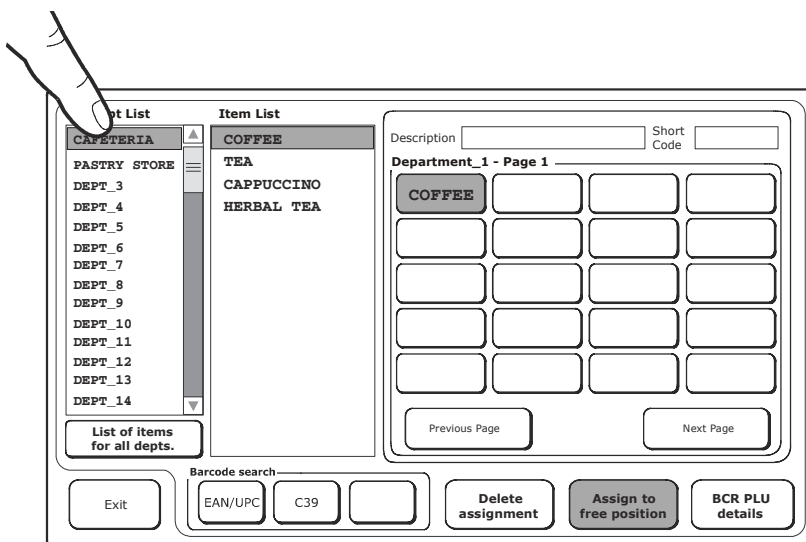 pt List
CAFETERIA
PASTRY STORE
DEPT_3
DEPT_4
DEPT_5
DEPT_6
DEPT_7
DEPT_8
DEPT_9
DEPT_10
DEPT_11
DEPT_12
DEPT_13
DEPT_14
List of items
for all depts.
Item List
COFFEE
TEA
CAPPUCCINO
HERBAL TEA
Description
Short
Code
Department_1 - Page 1
COFFEE
Previous Page
Next Page
Exit
Barcode search
EAN/UPC
C39
Delete
assignment
Assign to
free position
BCR PLU
details